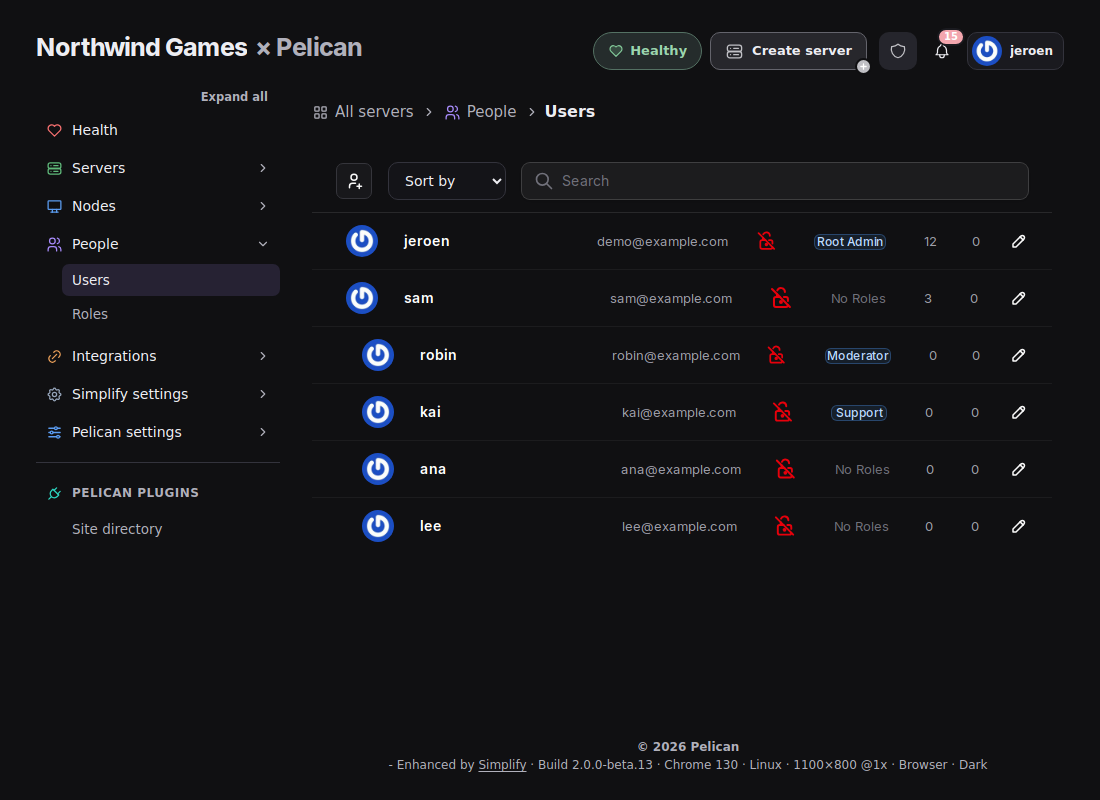 Northwind Games × Pelican
Healthy
Create server
15
jeroen
Expand all
Health
Servers
Nodes
People
Users
Roles
Integrations
Simplify settings
Pelican settings
PELICAN PLUGINS
Site directory
All servers > People > Users
Sort by
Search
jeroen demo@example.com Root Admin 12 0
sam sam@example.com No Roles 3 0
robin robin@example.com Moderator 0 0
kai kai@example.com Support 0 0
ana ana@example.com No Roles 0 0
lee lee@example.com No Roles 0 0
© 2026 Pelican
- Enhanced by Simplify · Build 2.0.0-beta.13 · Chrome 130 · Linux · 1100×800 @1x · Browser · Dark